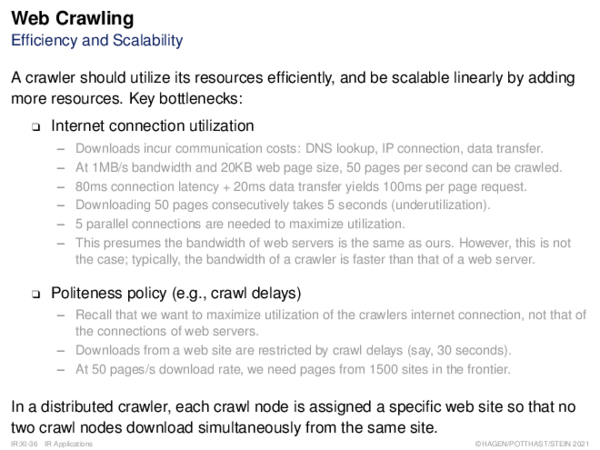 Web Crawling
Efficiency and Scalability
A crawler should utilize its resources efficiently, and be scalable linearly by adding
more resources. Key bottlenecks:
❑ Internet connection utilization
– Downloads incur communication costs: DNS lookup, IP connection, data transfer.
– At 1MB/s bandwidth and 20KB web page size, 50 pages per second can be crawled.
– 80ms connection latency + 20ms data transfer yields 100ms per page request.
– Downloading 50 pages consecutively takes 5 seconds (underutilization).
– 5 parallel connections are needed to maximize utilization.
– This presumes the bandwidth of web servers is the same as ours. However, this is not
the case; typically, the bandwidth of a crawler is faster than that of a web server.
❑ Politeness policy (e.g., crawl delays)
– Recall that we want to maximize utilization of the crawlers internet connection, not that of
the connections of web servers.
– Downloads from a web site are restricted by crawl delays (say, 30 seconds).
– At 50 pages/s download rate, we need pages from 1500 sites in the frontier.
In a distributed crawler, each crawl node is assigned a specific web site so that no
two crawl nodes download simultaneously from the same site.
IR:XI-36 IR Applications ©HAGEN/POTTHAST/STEIN 2021